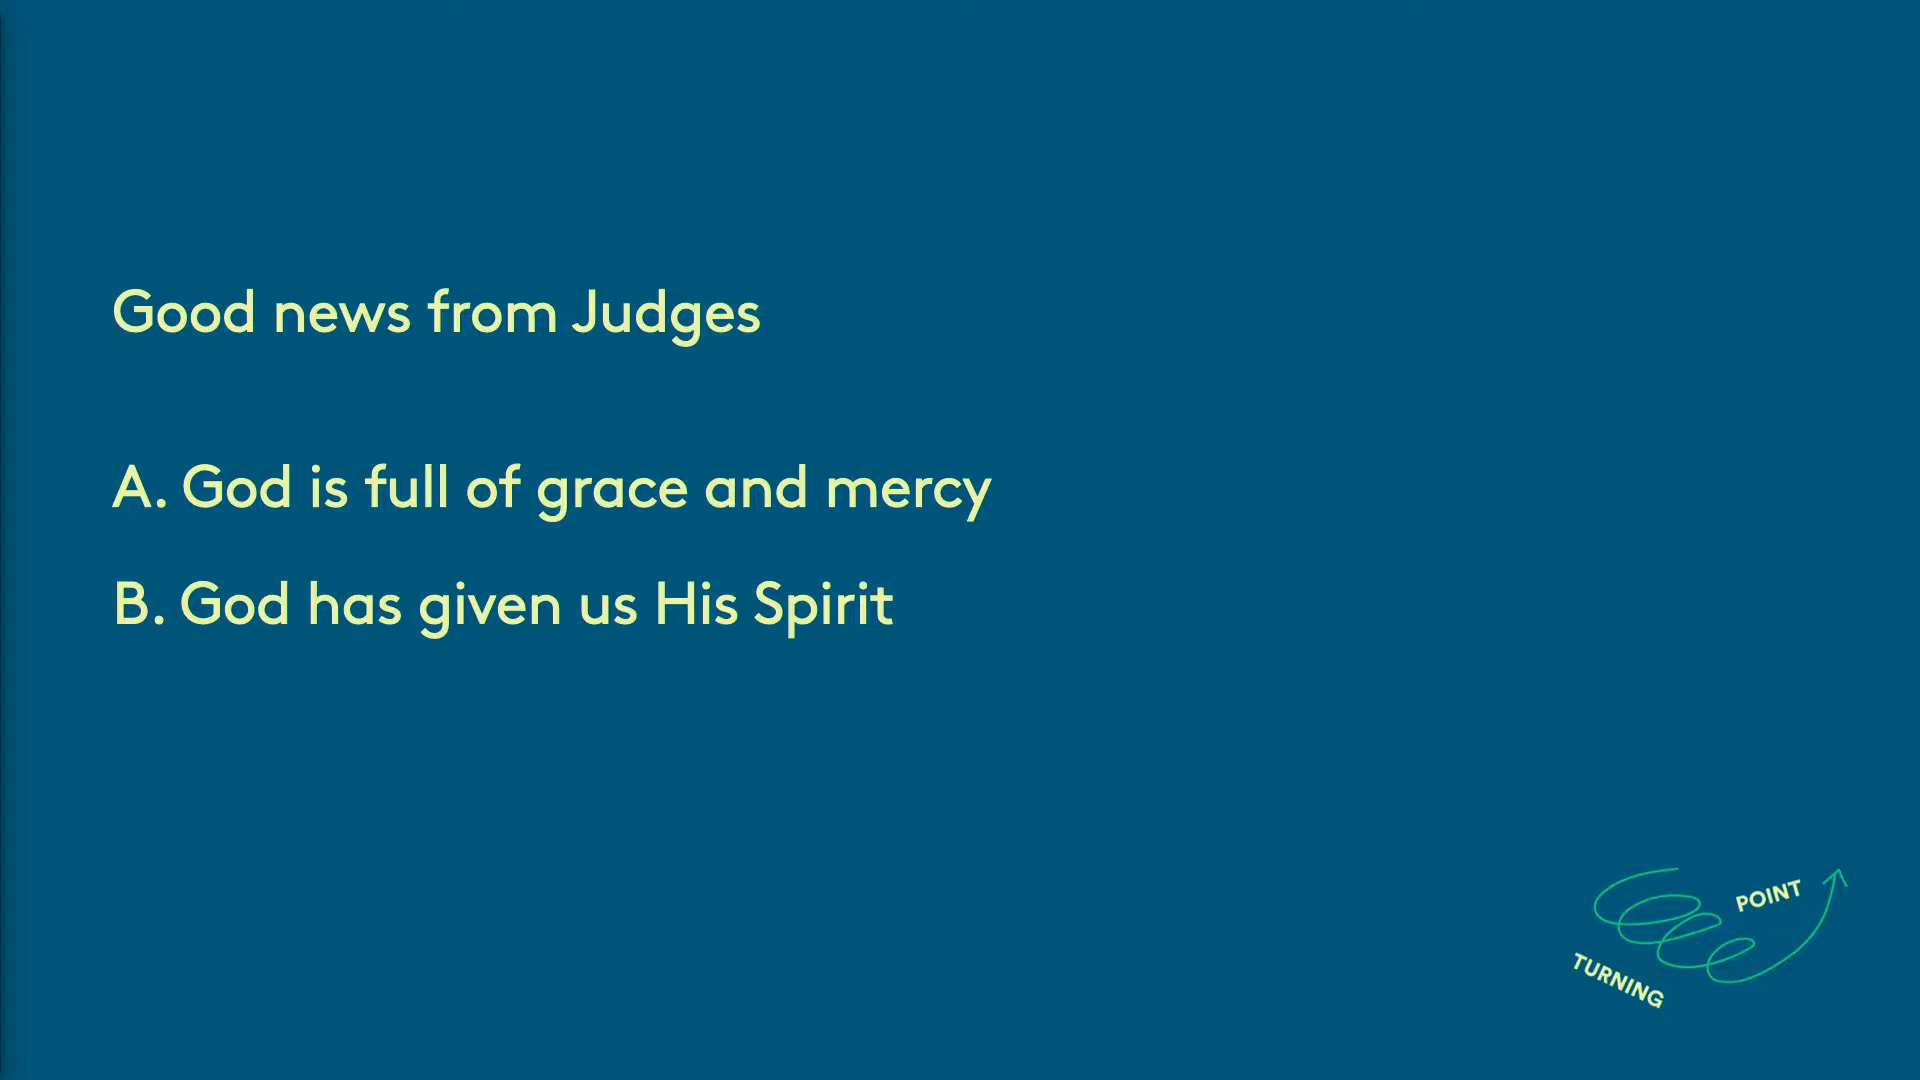 Good news from Judges
A. God is full of grace and mercy
B. God has given us His Spirit
TURNING
POINT